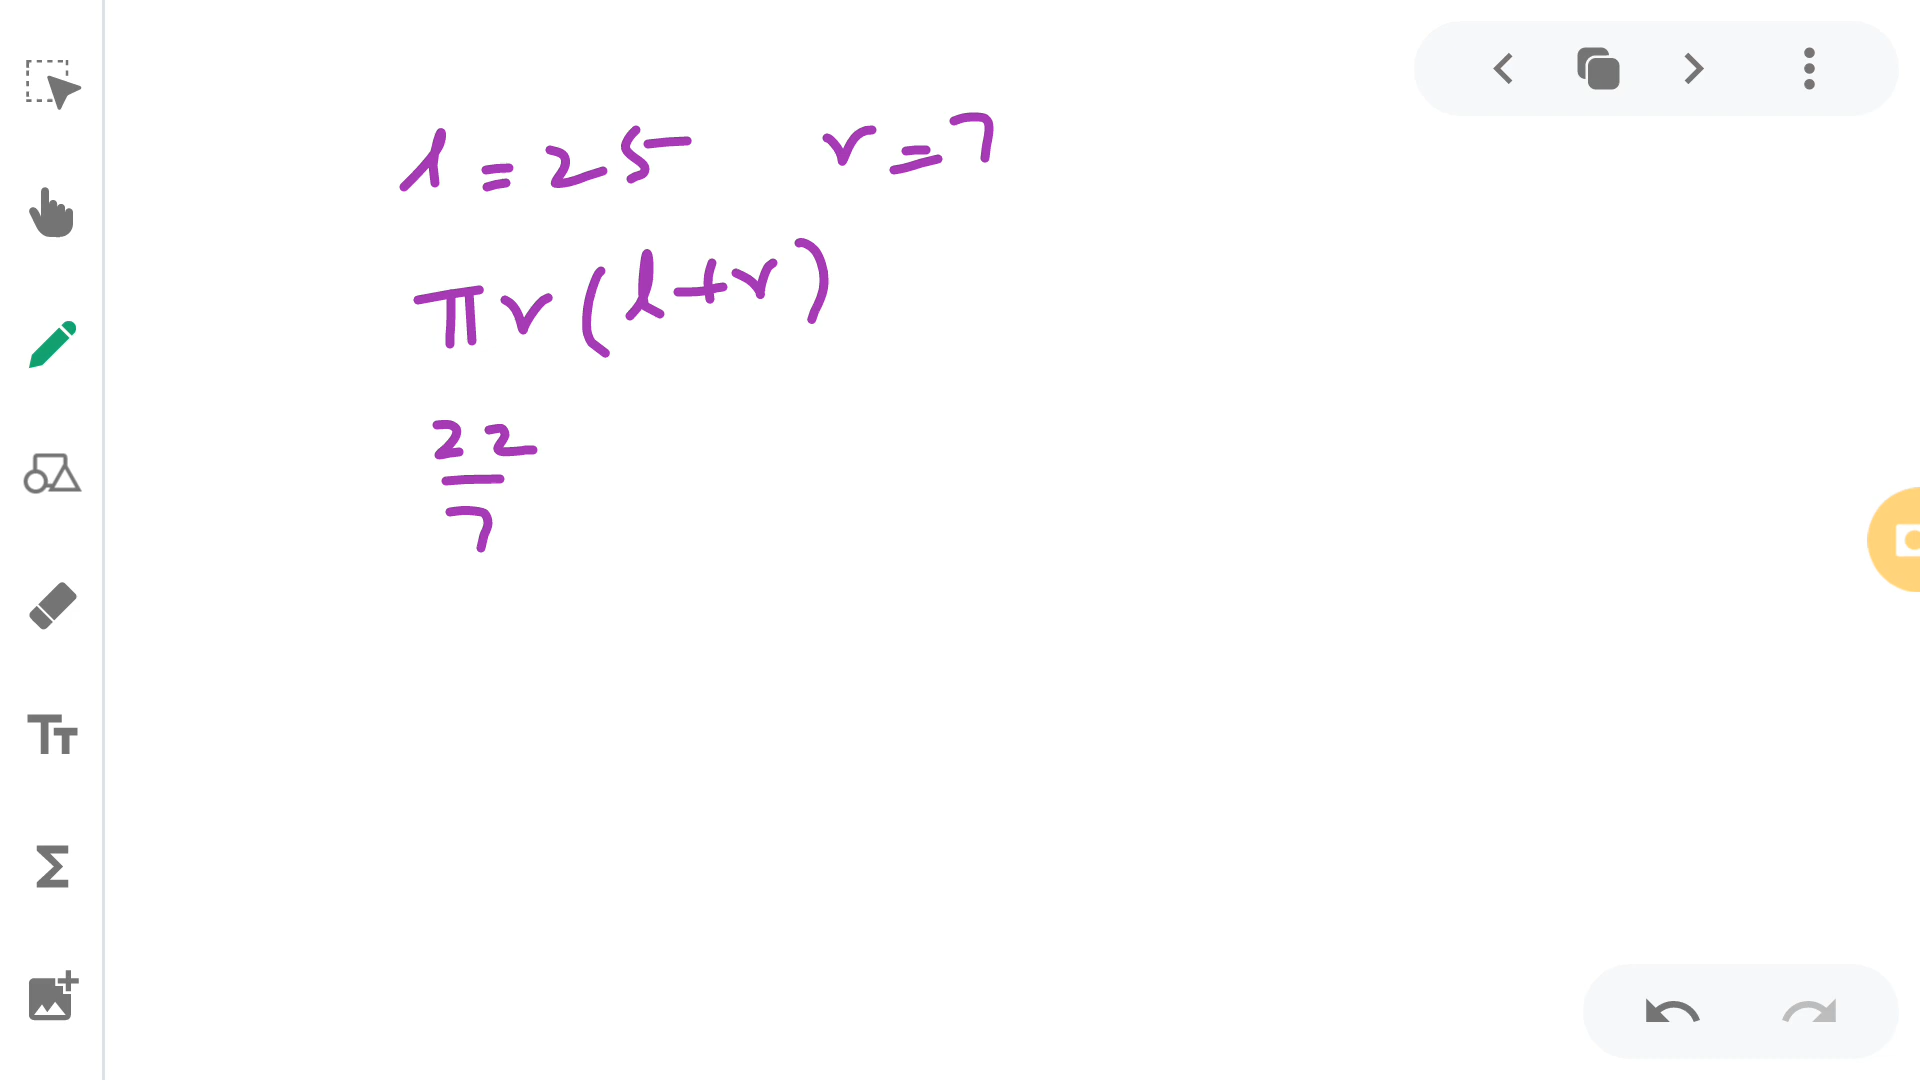 l = 25 r = 7
πr(l+r)
22
7